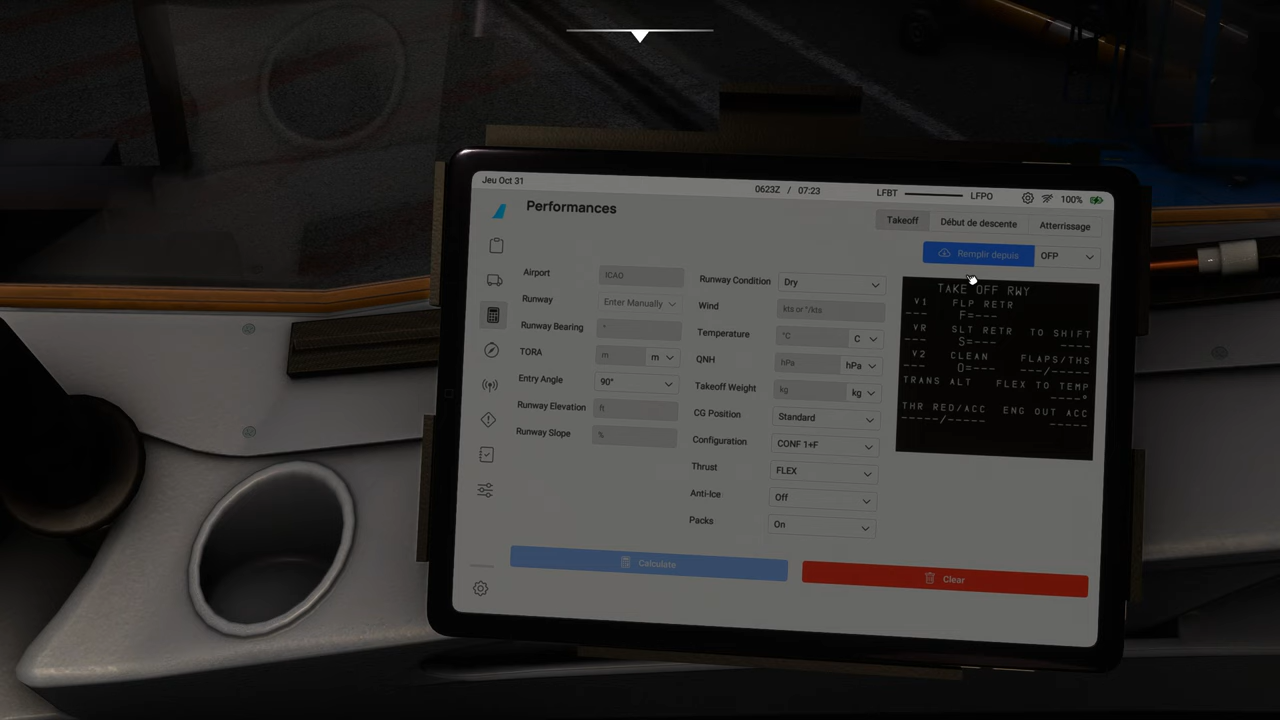 Jeu Oct 31
0623Z / 07:23
LFBT
LFPO
100%
Performances
Takeoff
Début de descente
Atterrissage
Remplir depuis
OFP
Airport
ICAO
Runway
Enter Manually
Runway Bearing
°
TORA
m
m
Entry Angle
90°
Runway Elevation
ft
Runway Slope
%
Runway Condition
Dry
Wind
kts or °/kts
Temperature
°C
C
QNH
hPa
hPa
Takeoff Weight
kg
kg
CG Position
Standard
Configuration
CONF 1+F
Thrust
FLEX
Anti-Ice
Off
Packs
On
TAKE OFF RWY
V1 FLP RETR
--- F=---
VR SLT RETR TO SHIFT
--- S=--- ----
V2 CLEAN FLAPS/THS
--- O=--- ---/-----
TRANS ALT FLEX TO TEMP
----°
THR RED/ACC ENG OUT ACC
-----/----- -----
Calculate
Clear